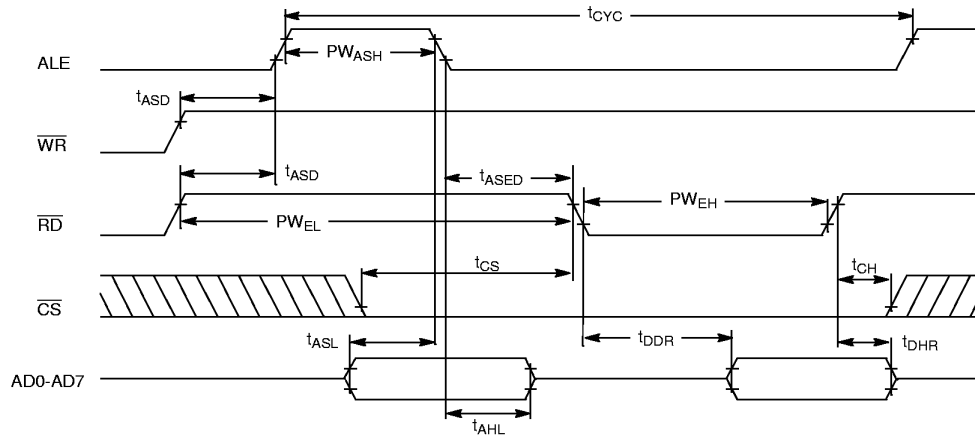 tCYC
ALE
PWASH
tASD
WR
tASD
tASED
RD
PWEL
PWEH
tCS
tCH
CS
tASL
tDDR
tDHR
AD0-AD7
tAHL